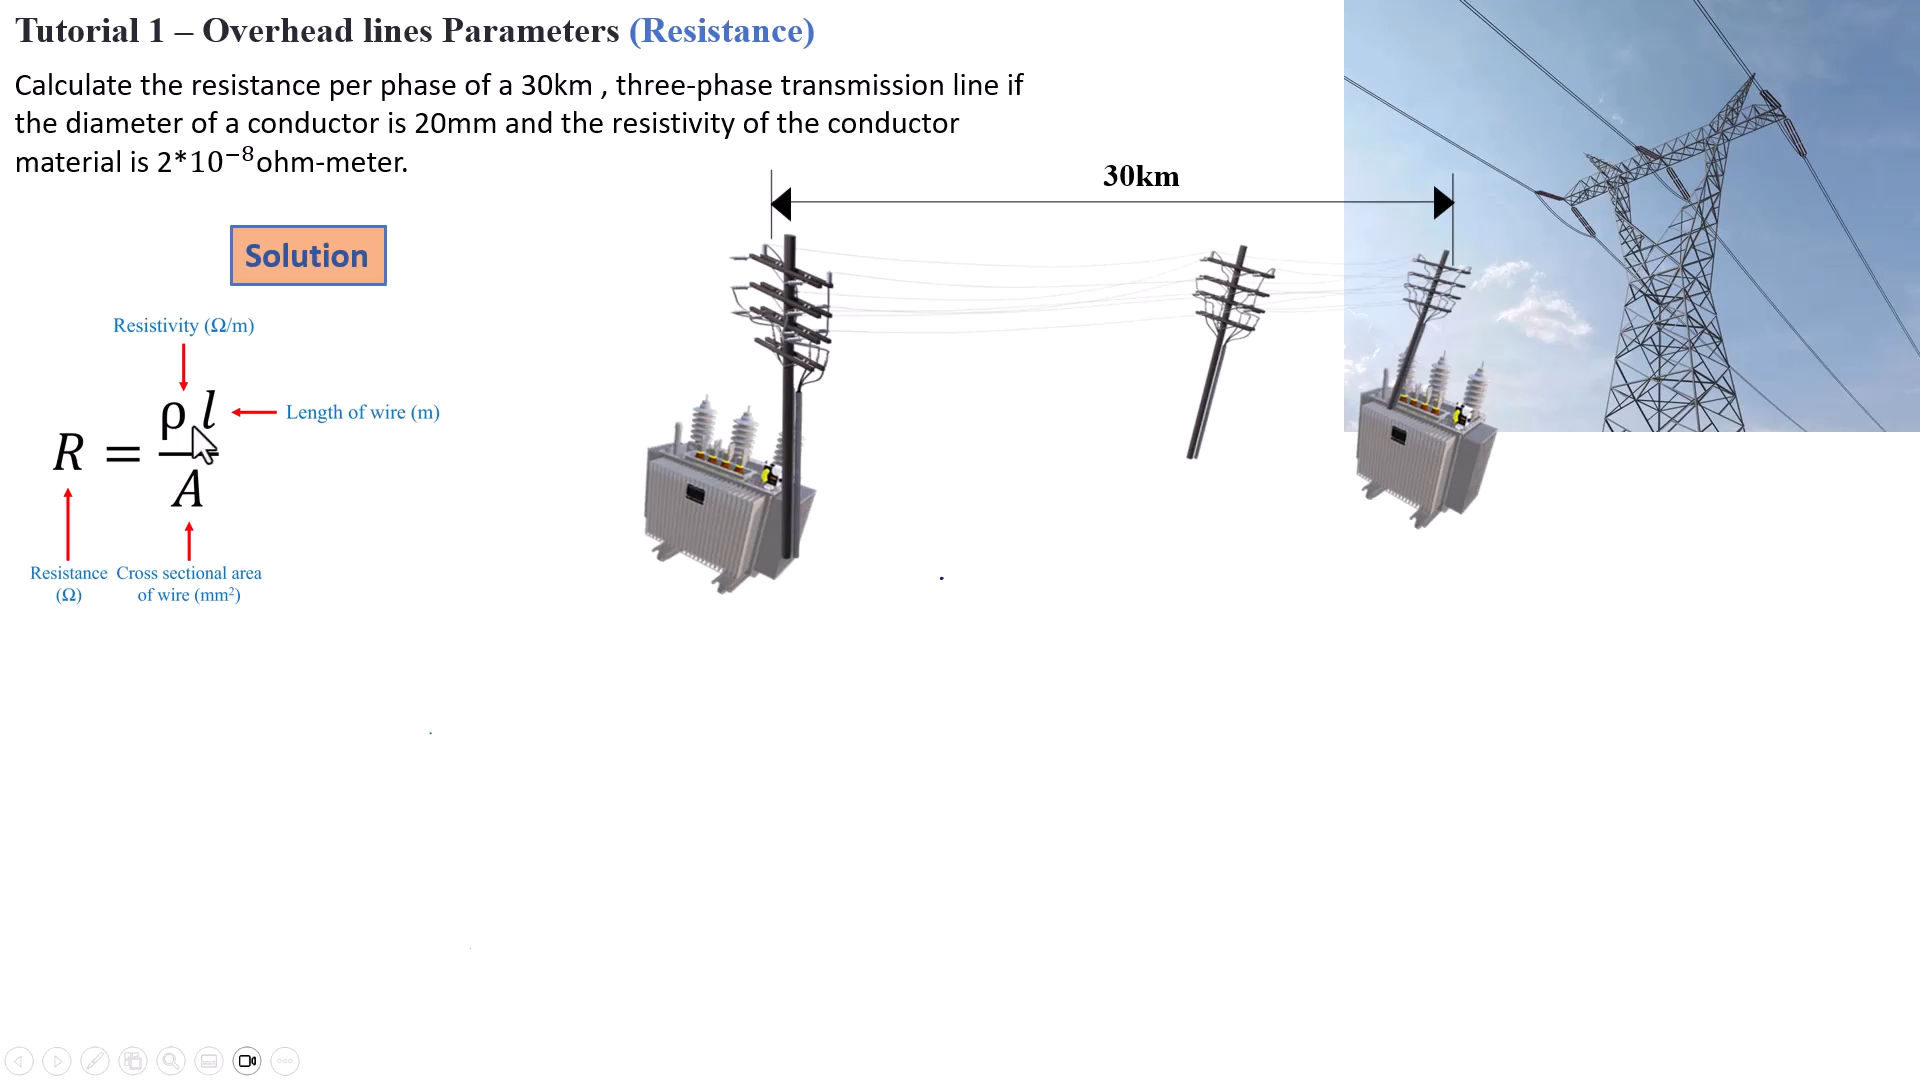 Tutorial 1 – Overhead lines Parameters (Resistance)
Calculate the resistance per phase of a 30km , three-phase transmission line if
the diameter of a conductor is 20mm and the resistivity of the conductor
material is 2*10⁻⁸ohm-meter.
30km
Solution
Resistivity (Ω/m)
R = ρ l / A
Length of wire (m)
Resistance
(Ω)
Cross sectional area
of wire (mm²)